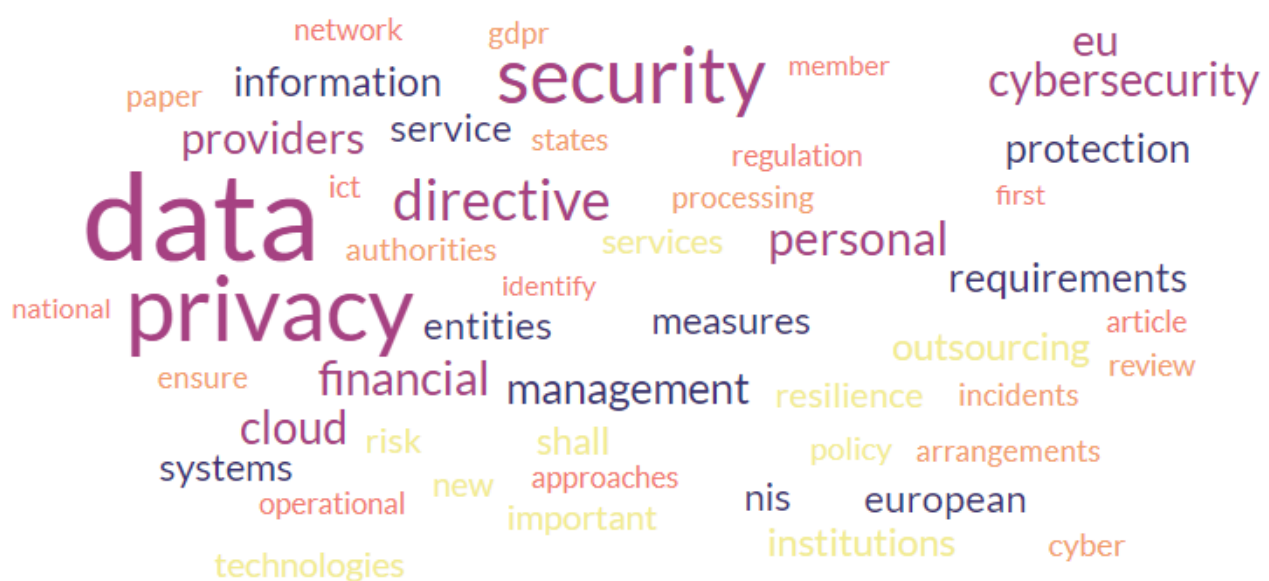 network
gdpr
eu
information
security
member
cybersecurity
paper
providers
service
states
regulation
protection
data
ict
directive
processing
first
authorities
services
personal
national
privacy
identify
requirements
entities
measures
article
outsourcing
ensure
financial
management
resilience
incidents
review
cloud
risk
shall
policy
arrangements
systems
new
approaches
nis
european
operational
important
institutions
cyber
technologies